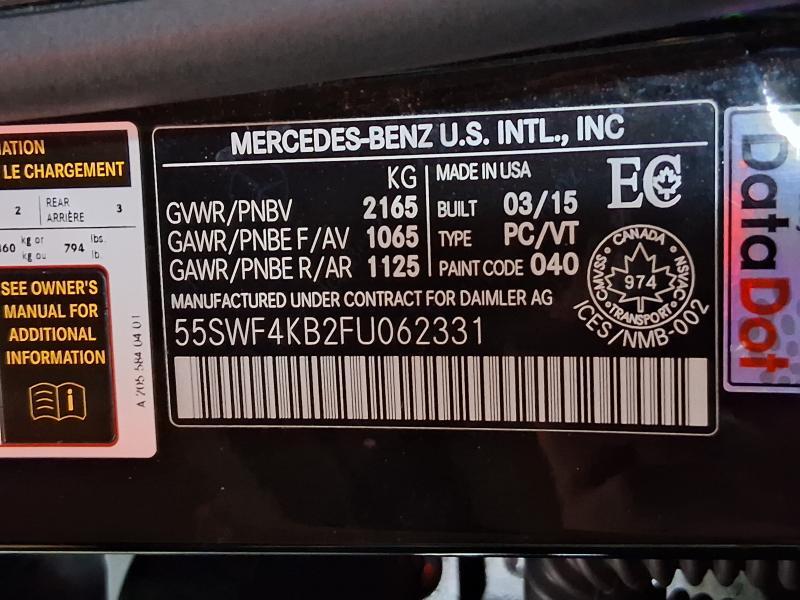 ATION
LE CHARGEMENT
2 REAR ARRIÈRE 3
kg or kg ou 794 lbs. lb.
SEE OWNER'S
MANUAL FOR
ADDITIONAL
INFORMATION
i
A 205 584 04 01
MERCEDES-BENZ U.S. INTL., INC
KG
GVWR/PNBV 2165
GAWR/PNBE F/AV 1065
GAWR/PNBE R/AR 1125
MADE IN USA
BUILT 03/15
TYPE PC/VT
PAINT CODE 040
EC
CANADA
CMVSS NSVAC
974
TRANSPORT
ICES/NMB-002
MANUFACTURED UNDER CONTRACT FOR DAIMLER AG
55SWF4KB2FU062331
DataDot